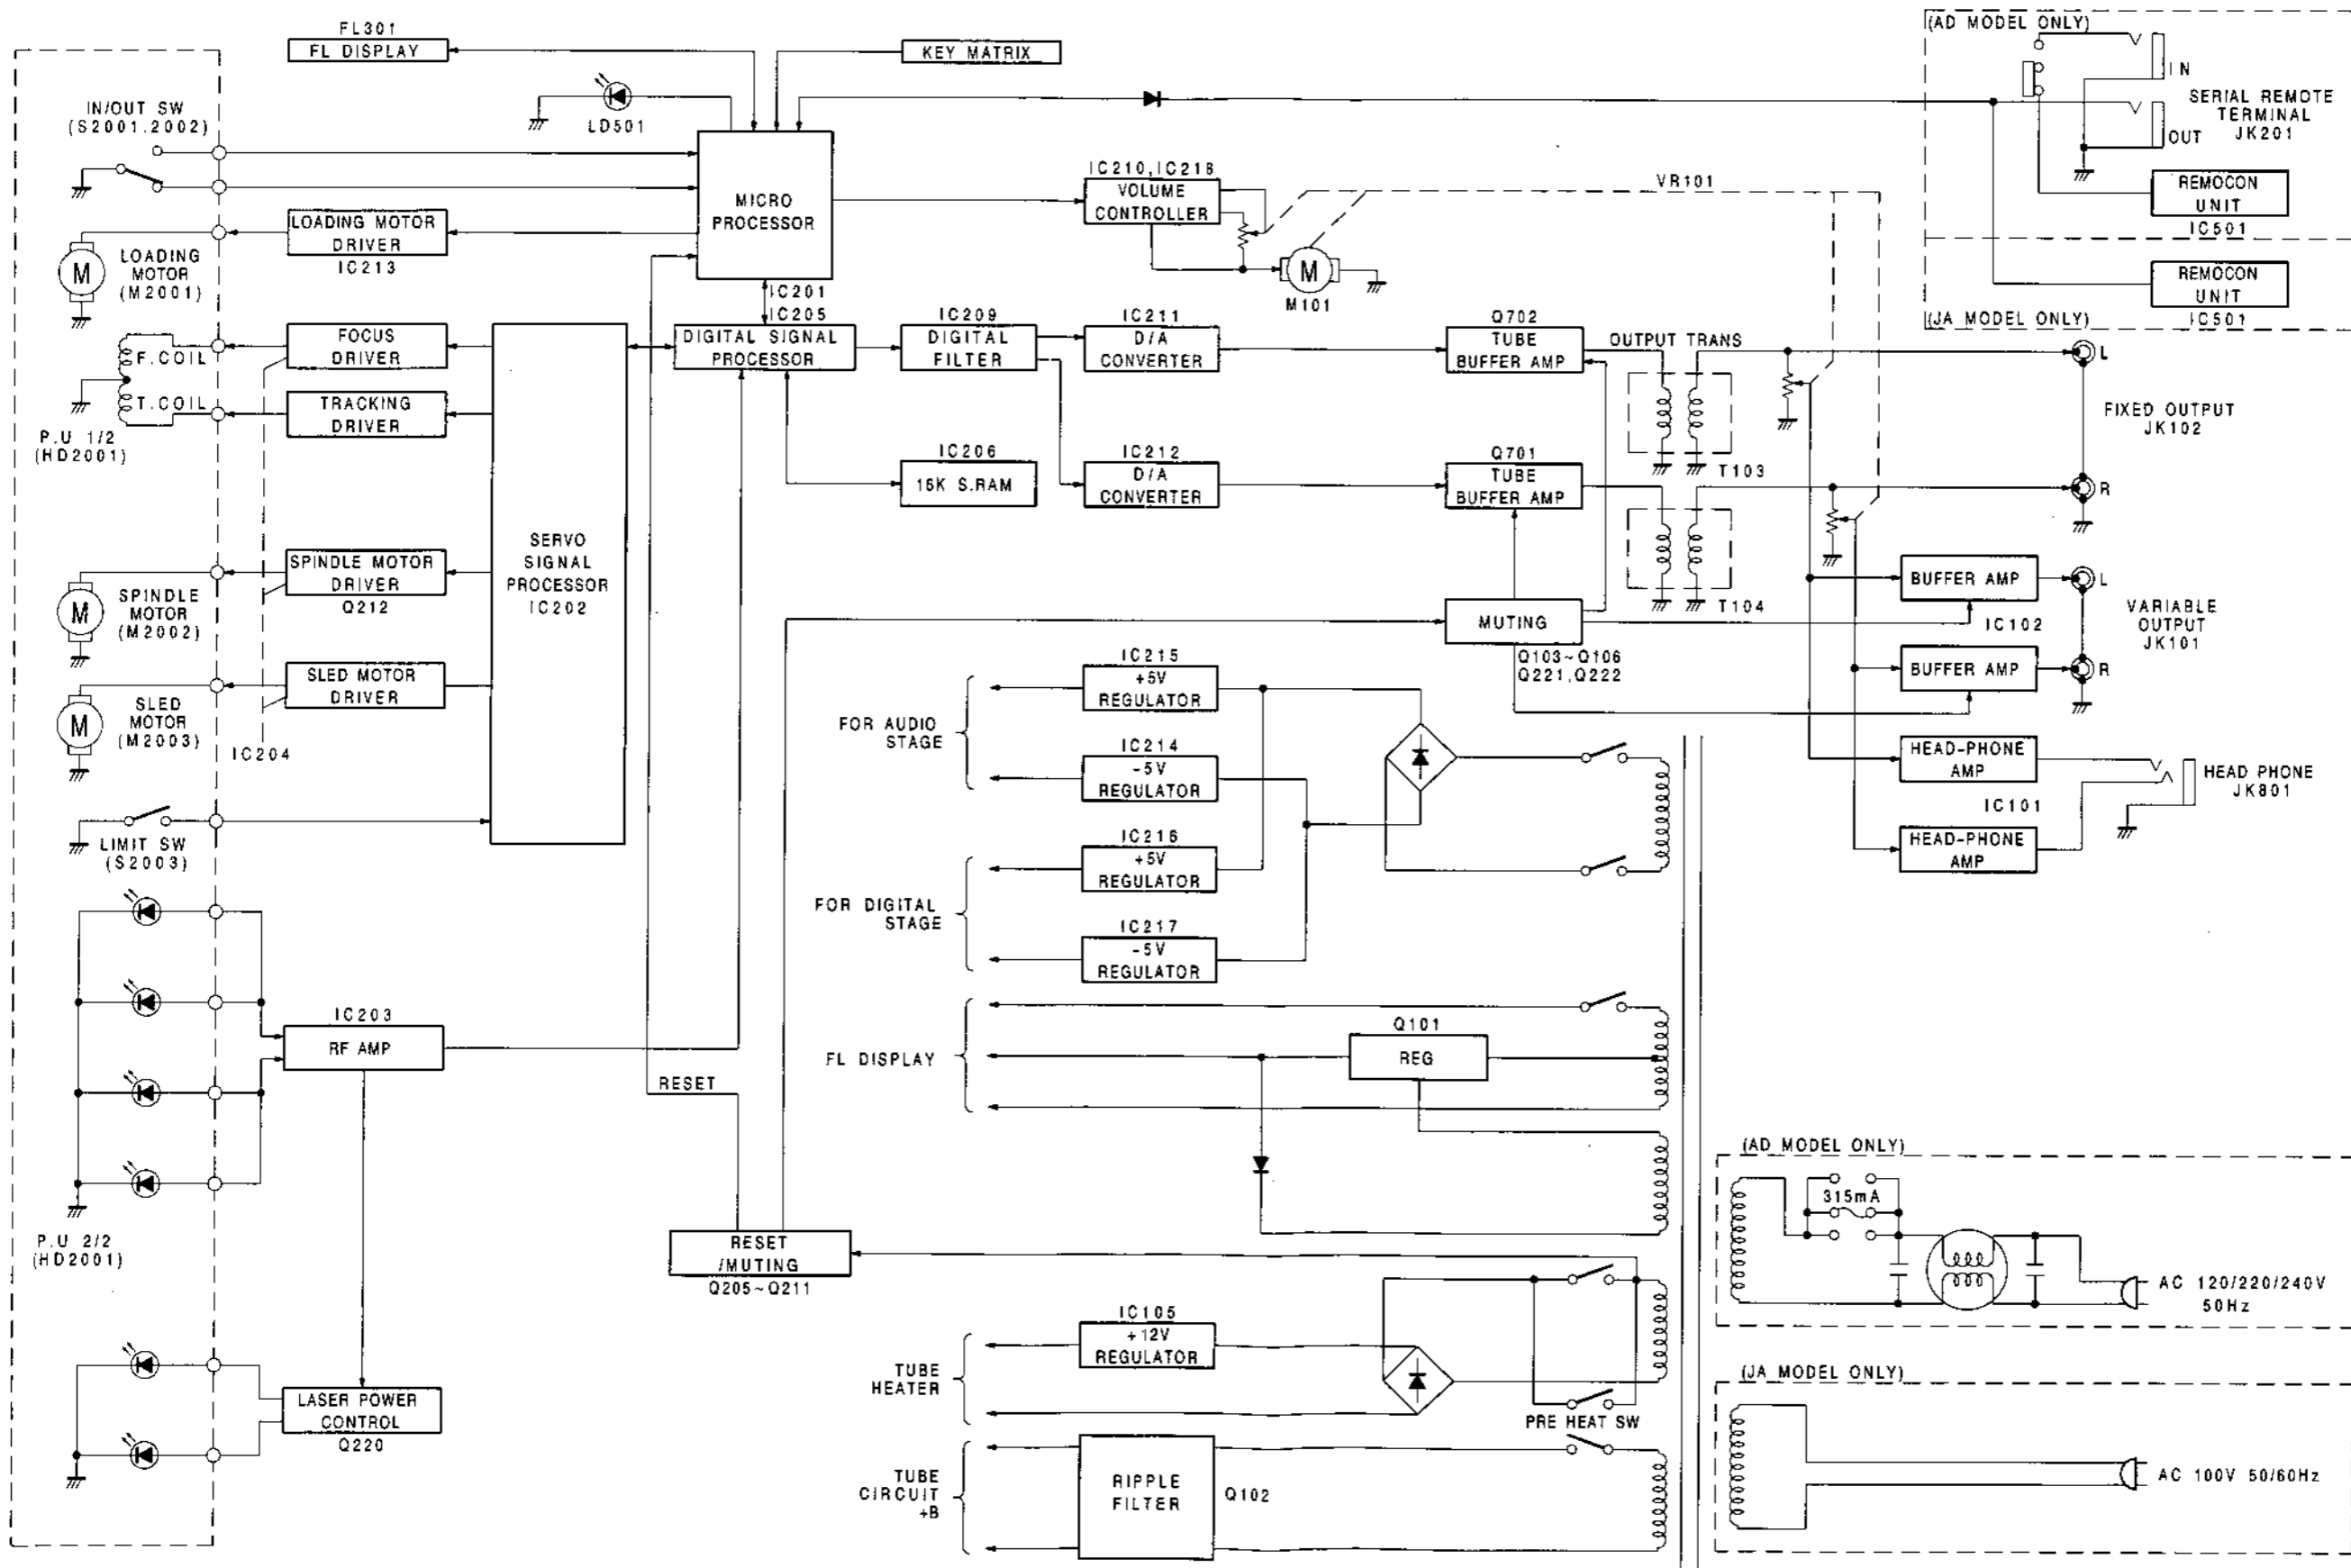 FL301
FL DISPLAY
KEY MATRIX
(AD MODEL ONLY)
IN
SERIAL REMOTE
TERMINAL
JK201
OUT
REMOCON
UNIT
IC501
REMOCON
UNIT
IC501
(JA MODEL ONLY)
IN/OUT SW
(S2001.2002)
LD501
MICRO
PROCESSOR
IC201
IC210,IC218
VOLUME
CONTROLLER
VR101
M
M101
LOADING MOTOR
DRIVER
IC213
M
LOADING
MOTOR
(M2001)
F.COIL
T.COIL
P.U 1/2
(HD2001)
FOCUS
DRIVER
TRACKING
DRIVER
SPINDLE MOTOR
DRIVER
Q212
M
SPINDLE
MOTOR
(M2002)
SLED MOTOR
DRIVER
M
SLED
MOTOR
(M2003)
IC204
LIMIT SW
(S2003)
SERVO
SIGNAL
PROCESSOR
IC202
IC205
DIGITAL SIGNAL
PROCESSOR
IC209
DIGITAL
FILTER
IC211
D/A
CONVERTER
IC206
16K S.RAM
IC212
D/A
CONVERTER
Q702
TUBE
BUFFER AMP
OUTPUT TRANS
Q701
TUBE
BUFFER AMP
T103
T104
L
FIXED OUTPUT
JK102
R
MUTING
Q103~Q106
Q221,Q222
BUFFER AMP
L
IC102
VARIABLE
OUTPUT
JK101
BUFFER AMP
R
HEAD-PHONE
AMP
IC101
HEAD-PHONE
AMP
HEAD PHONE
JK801
FOR AUDIO
STAGE
IC215
+5V
REGULATOR
IC214
-5V
REGULATOR
FOR DIGITAL
STAGE
IC216
+5V
REGULATOR
IC217
-5V
REGULATOR
FL DISPLAY
Q101
REG
IC203
RF AMP
P.U 2/2
(HD2001)
LASER POWER
CONTROL
Q220
RESET
RESET
/MUTING
Q205~Q211
TUBE
HEATER
IC105
+12V
REGULATOR
PRE HEAT SW
TUBE
CIRCUIT
+B
RIPPLE
FILTER
Q102
(AD MODEL ONLY)
315mA
AC 120/220/240V
50Hz
(JA MODEL ONLY)
AC 100V 50/60Hz